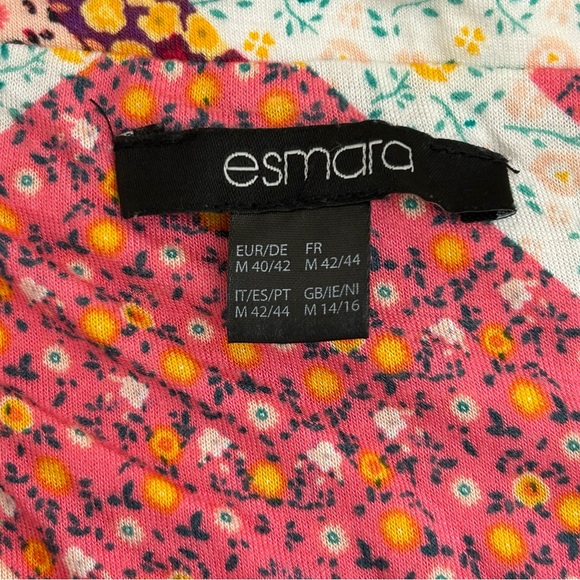 esmara
EUR/DE FR
M 40/42 M 42/44
IT/ES/PT GB/IE/NI
M 42/44 M 14/16